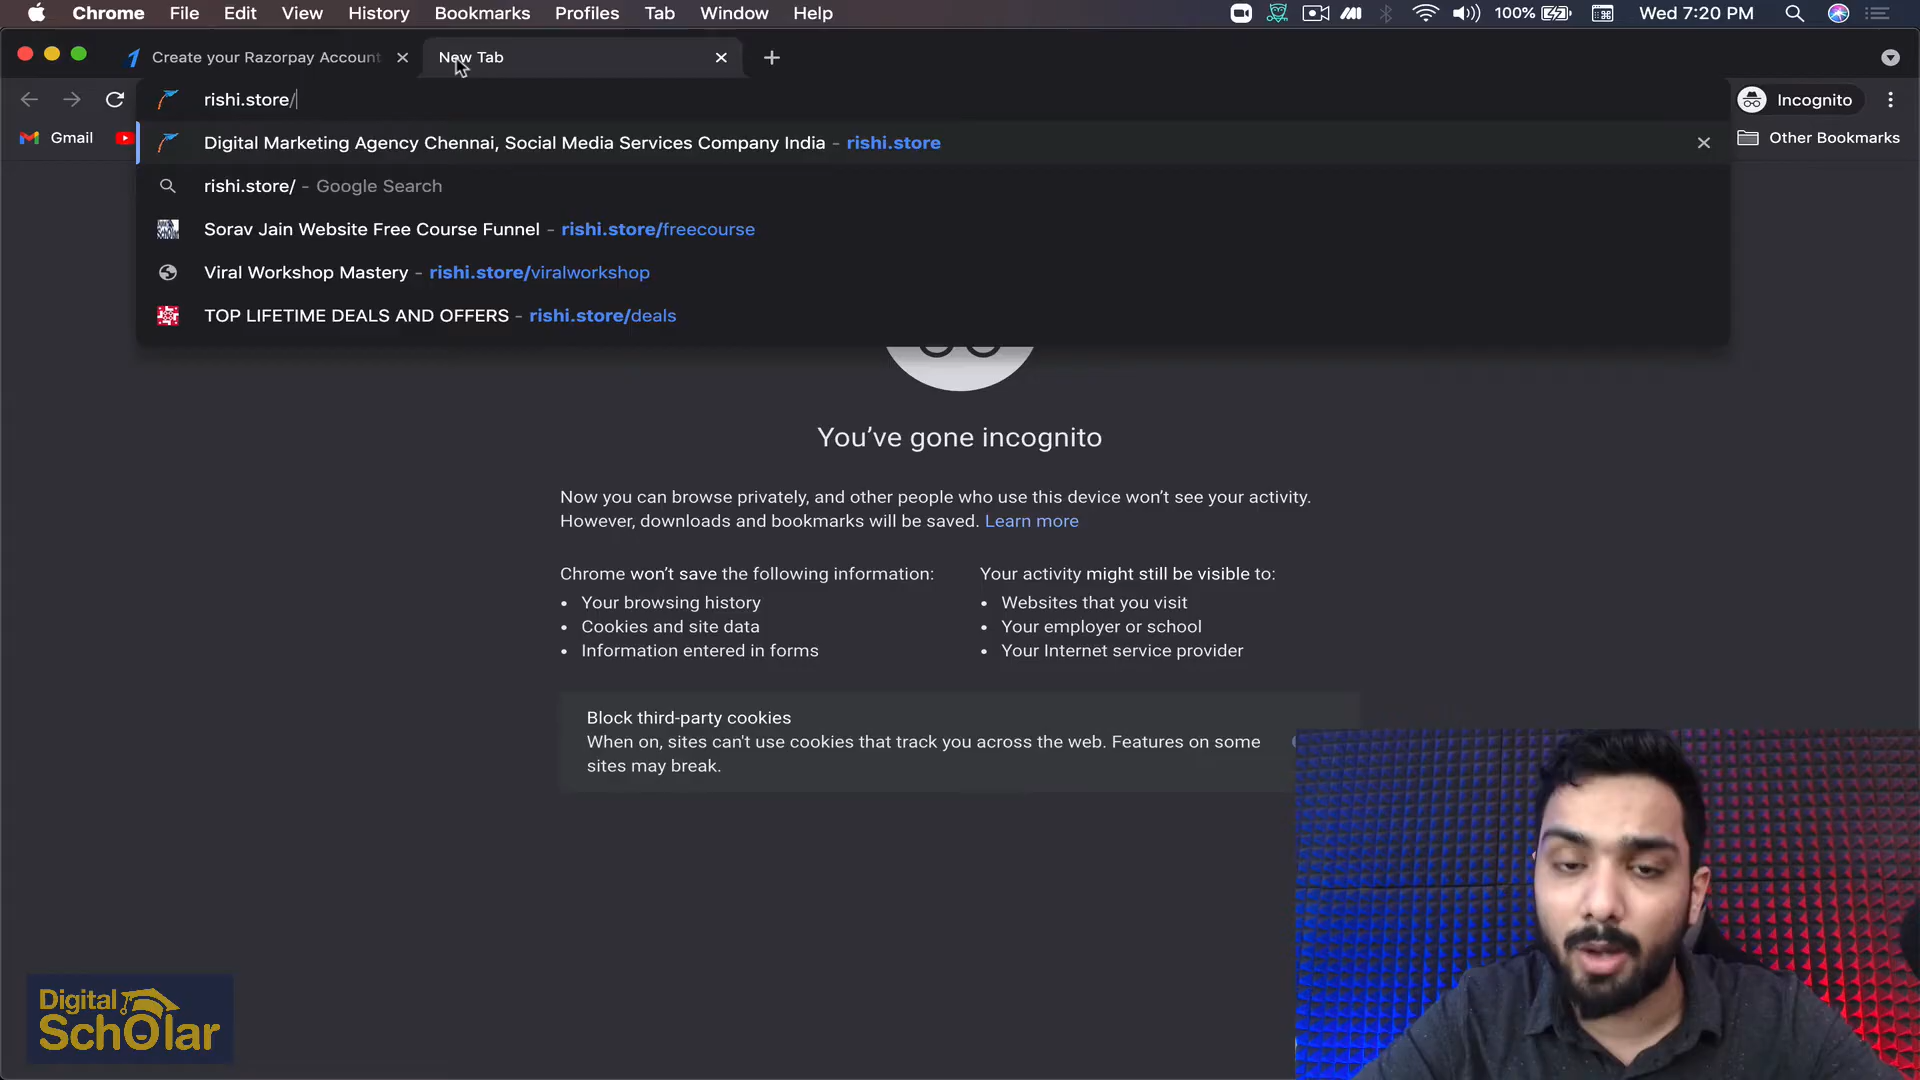 Chrome File Edit View History Bookmarks Profiles Tab Window Help 100% Wed 7:20 PM
Create your Razorpay Account New Tab
rishi.store/ Incognito
Gmail Other Bookmarks
Digital Marketing Agency Chennai, Social Media Services Company India - rishi.store
rishi.store/ - Google Search
Sorav Jain Website Free Course Funnel - rishi.store/freecourse
Viral Workshop Mastery - rishi.store/viralworkshop
TOP LIFETIME DEALS AND OFFERS - rishi.store/deals
You've gone incognito
Now you can browse privately, and other people who use this device won't see your activity.
However, downloads and bookmarks will be saved. Learn more
Chrome won't save the following information:
• Your browsing history
• Cookies and site data
• Information entered in forms
Your activity might still be visible to:
• Websites that you visit
• Your employer or school
• Your Internet service provider
Block third-party cookies
When on, sites can't use cookies that track you across the web. Features on some
sites may break.
Digital
SchOlar